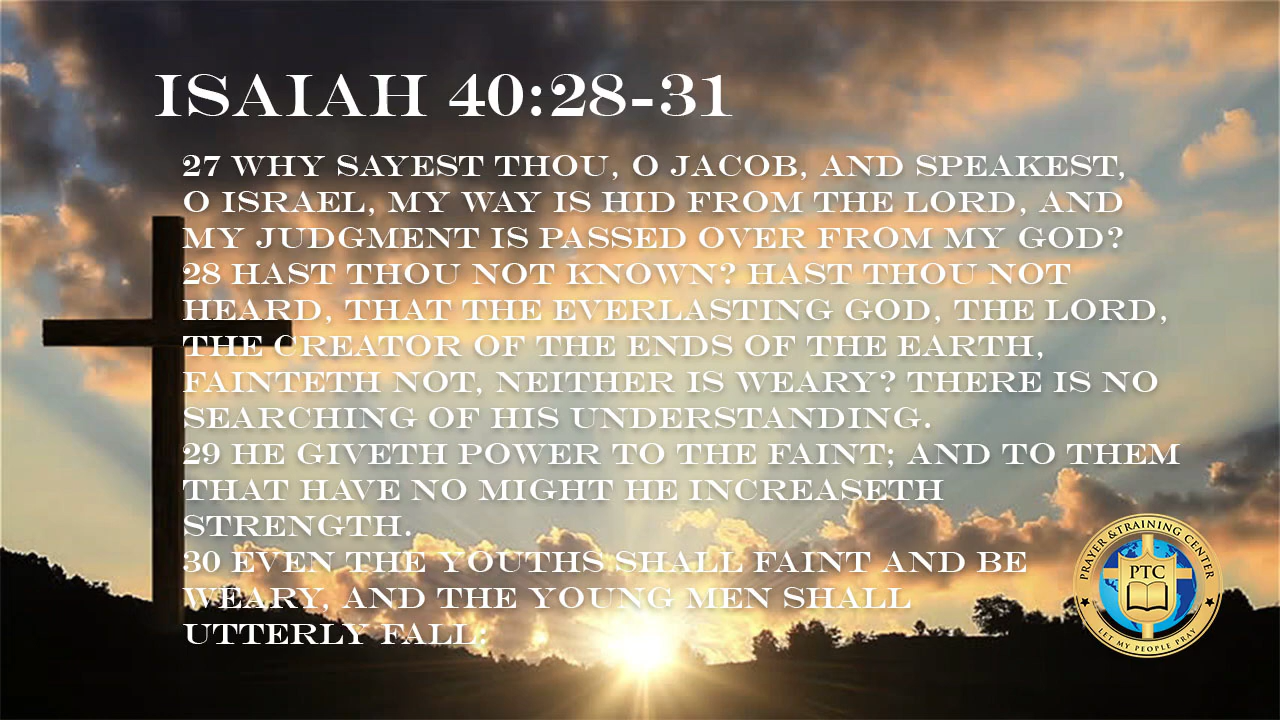 ISAIAH 40:28-31
27 WHY SAYEST THOU, O JACOB, AND SPEAKEST,
O ISRAEL, MY WAY IS HID FROM THE LORD, AND
MY JUDGMENT IS PASSED OVER FROM MY GOD?
28 HAST THOU NOT KNOWN? HAST THOU NOT
HEARD, THAT THE EVERLASTING GOD, THE LORD,
THE CREATOR OF THE ENDS OF THE EARTH,
FAINTETH NOT, NEITHER IS WEARY? THERE IS NO
SEARCHING OF HIS UNDERSTANDING.
29 HE GIVETH POWER TO THE FAINT; AND TO THEM
THAT HAVE NO MIGHT HE INCREASETH
STRENGTH.
30 EVEN THE YOUTHS SHALL FAINT AND BE
WEARY, AND THE YOUNG MEN SHALL
UTTERLY FALL:
PRAYER & TRAINING CENTER
PTC
LET MY PEOPLE PRAY